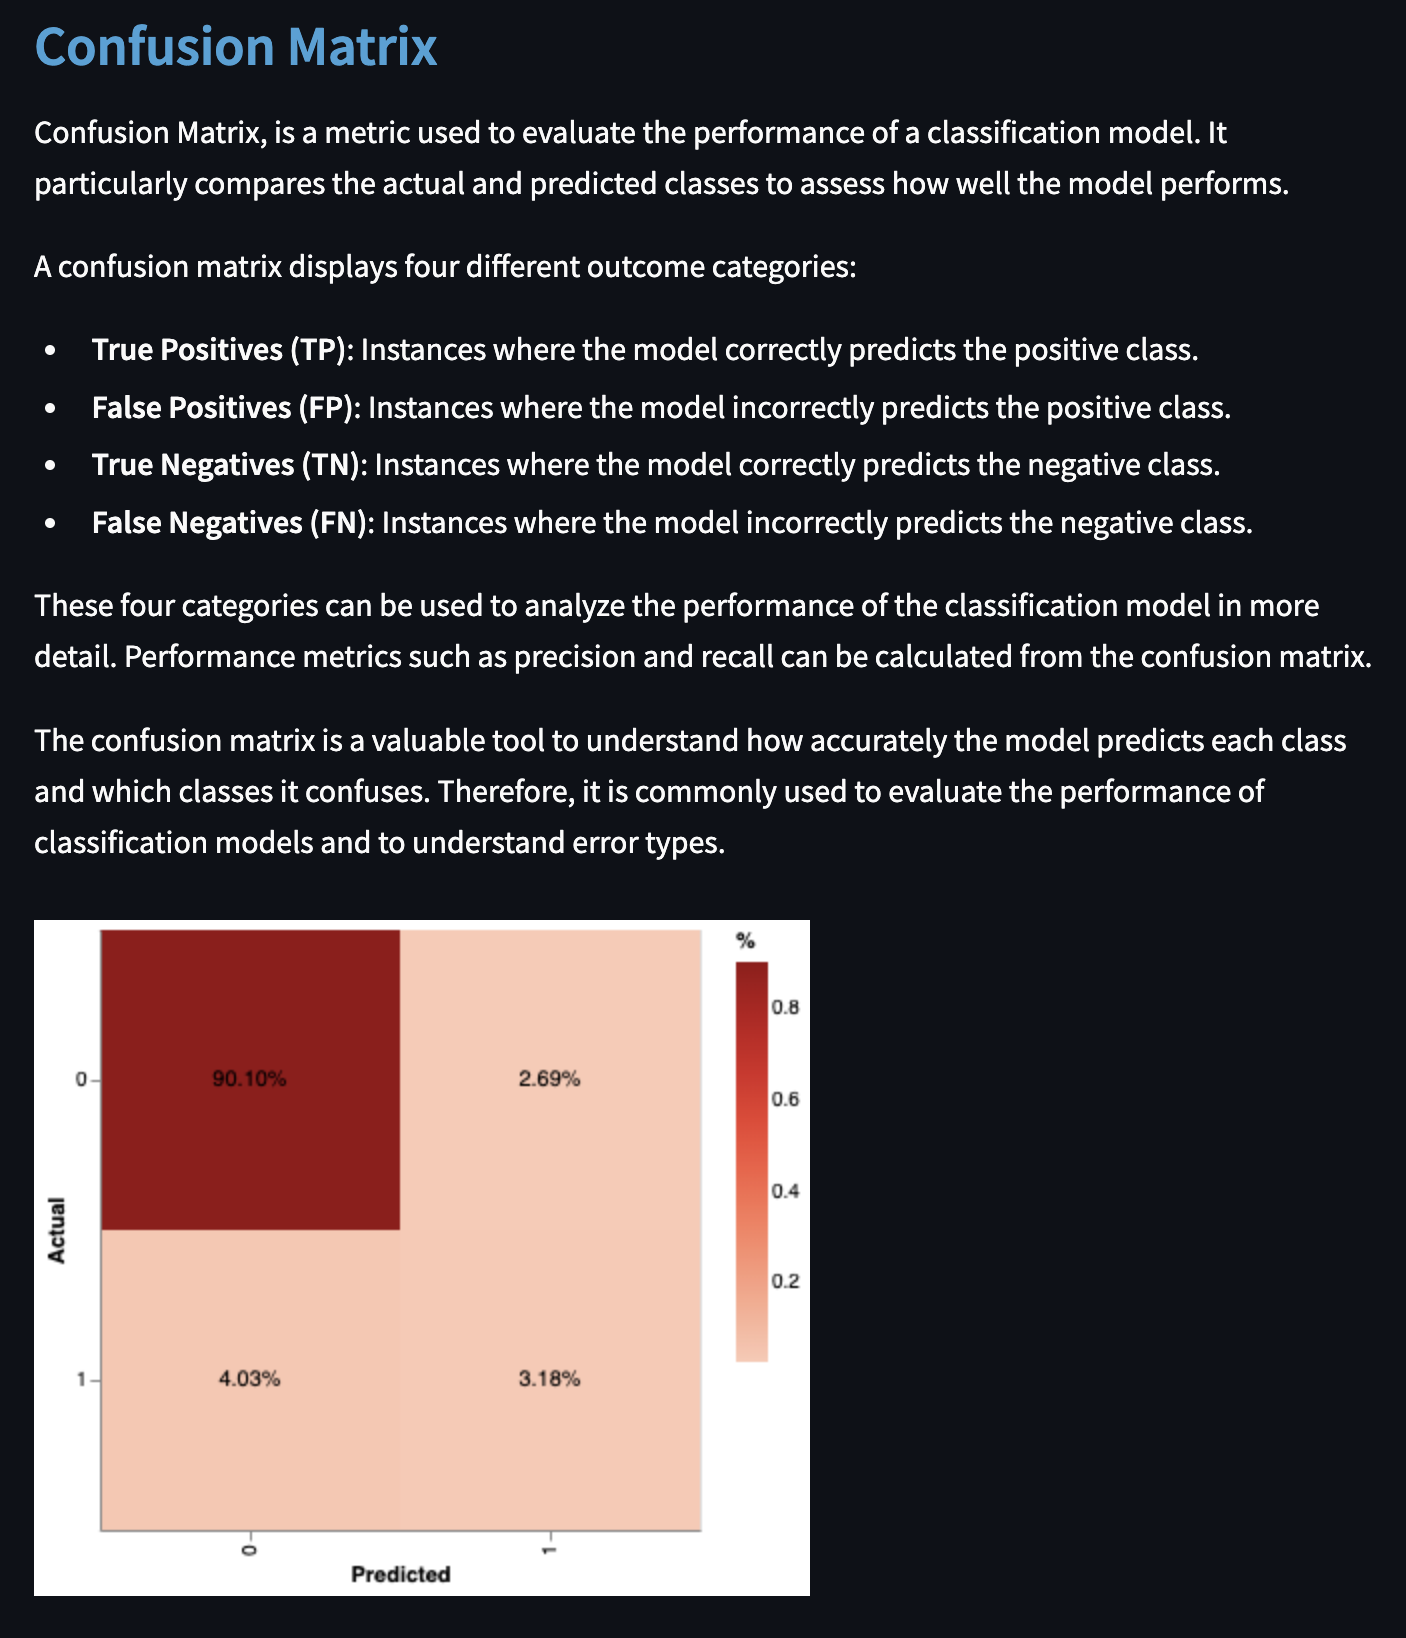 Confusion Matrix
Confusion Matrix, is a metric used to evaluate the performance of a classification model. It
particularly compares the actual and predicted classes to assess how well the model performs.
A confusion matrix displays four different outcome categories:
• True Positives (TP): Instances where the model correctly predicts the positive class.
• False Positives (FP): Instances where the model incorrectly predicts the positive class.
• True Negatives (TN): Instances where the model correctly predicts the negative class.
• False Negatives (FN): Instances where the model incorrectly predicts the negative class.
These four categories can be used to analyze the performance of the classification model in more
detail. Performance metrics such as precision and recall can be calculated from the confusion matrix.
The confusion matrix is a valuable tool to understand how accurately the model predicts each class
and which classes it confuses. Therefore, it is commonly used to evaluate the performance of
classification models and to understand error types.
%
0.8
0.6
0.4
0.2
Actual
0
90.10%
2.69%
1
4.03%
3.18%
0
1
Predicted